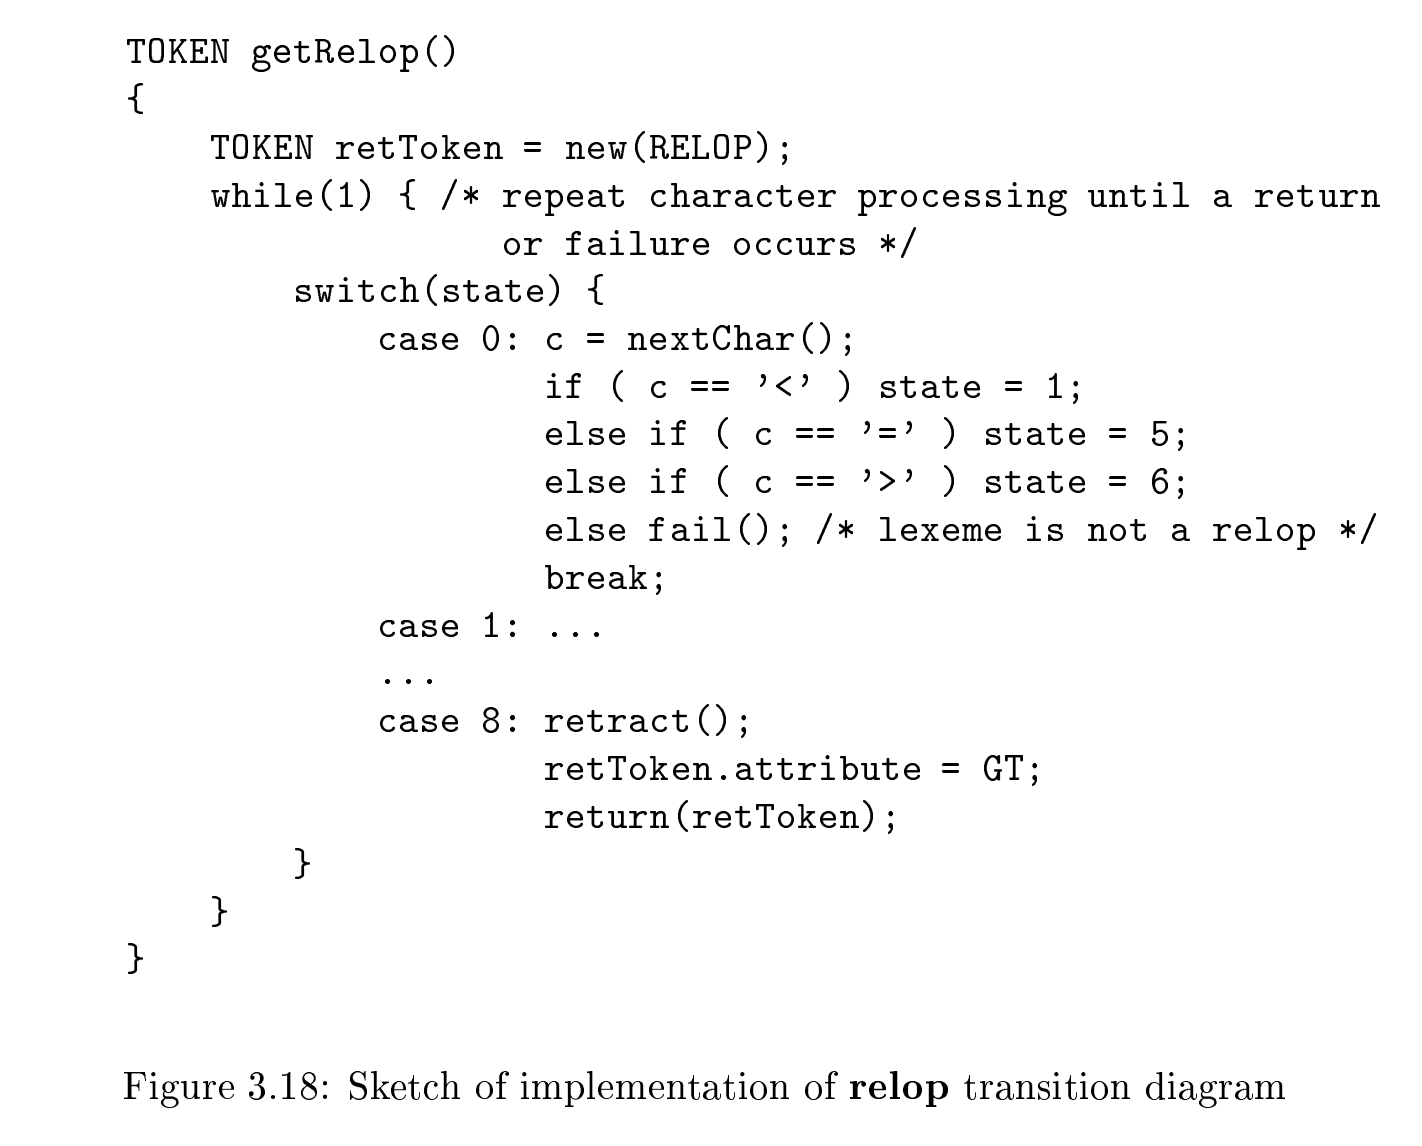 TOKEN getRelop()
{
    TOKEN retToken = new(RELOP);
    while(1) { /* repeat character processing until a return
                  or failure occurs */
        switch(state) {
            case 0: c = nextChar();
                    if ( c == '<' ) state = 1;
                    else if ( c == '=' ) state = 5;
                    else if ( c == '>' ) state = 6;
                    else fail(); /* lexeme is not a relop */
                    break;
            case 1: ...
            ...
            case 8: retract();
                    retToken.attribute = GT;
                    return(retToken);
        }
    }
}
Figure 3.18: Sketch of implementation of relop transition diagram